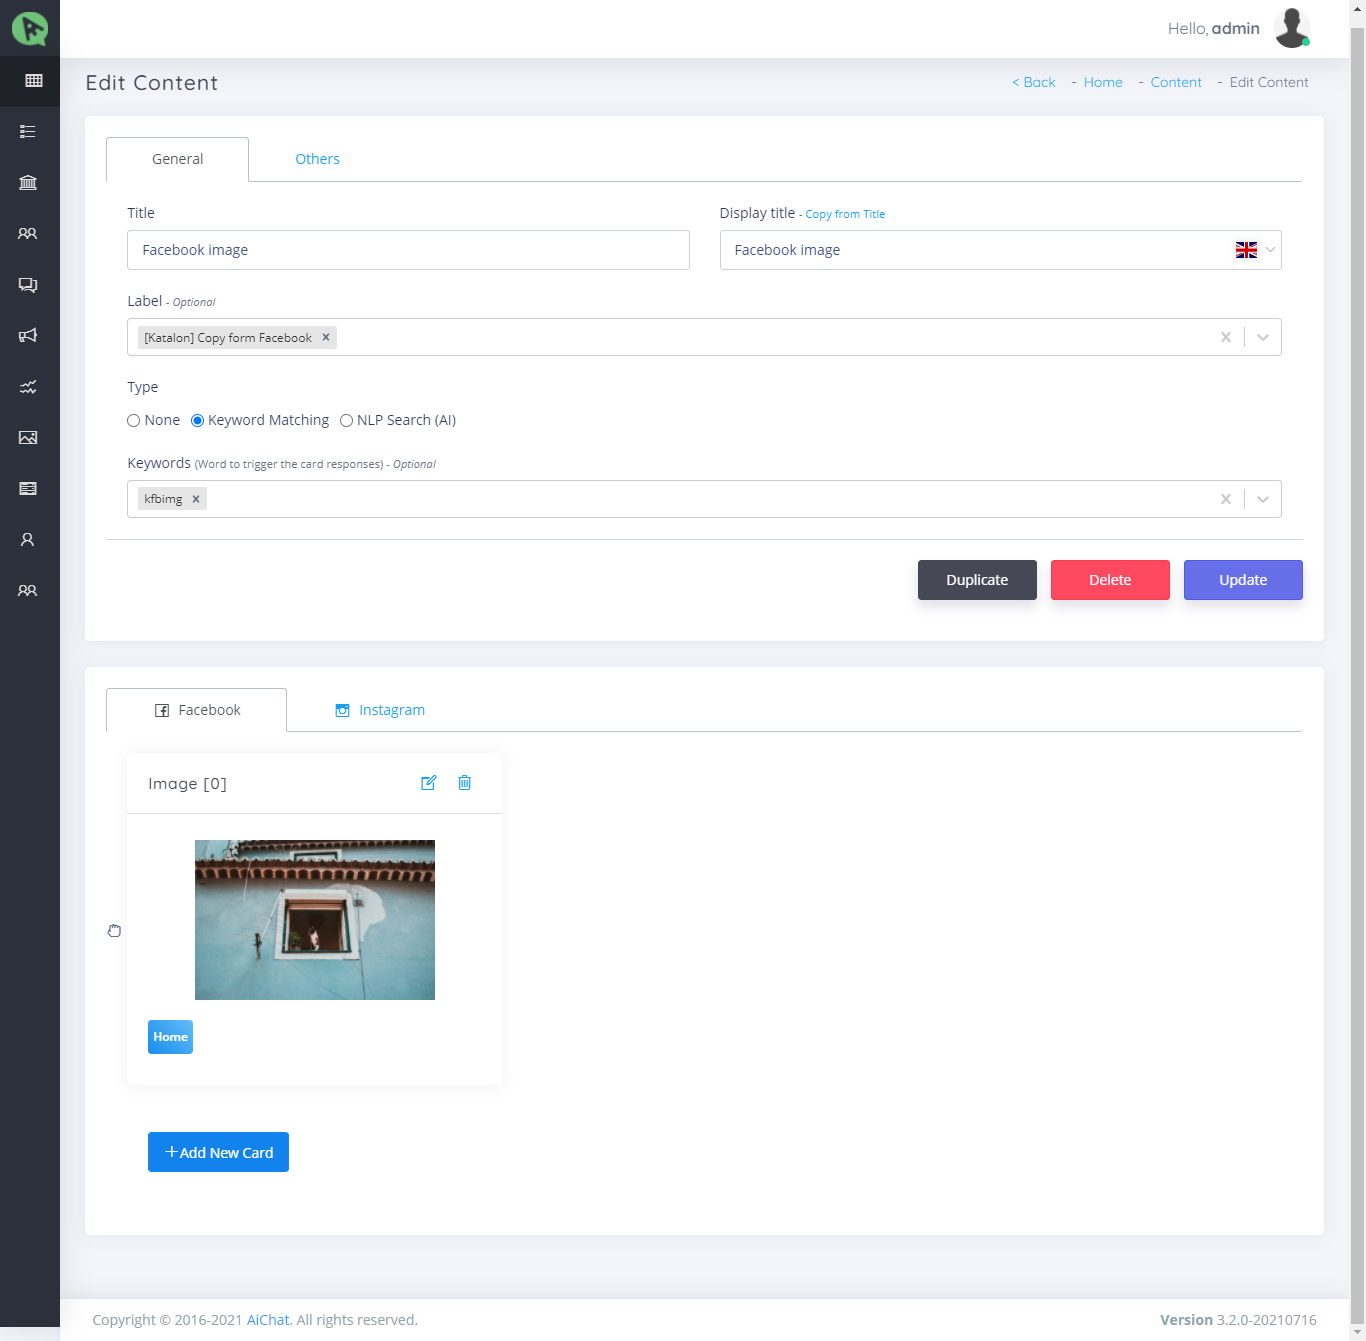 Hello, admin
Edit Content
< Back - Home - Content - Edit Content
General Others
Title
Facebook image
Display title - Copy from Title
Facebook image
Label - Optional
[Katalon] Copy form Facebook ×
Type
None Keyword Matching NLP Search (AI)
Keywords (Word to trigger the card responses) - Optional
kfbimg ×
Duplicate Delete Update
Facebook Instagram
Image [0]
Home
+Add New Card
Copyright © 2016-2021 AiChat. All rights reserved.
Version 3.2.0-20210716